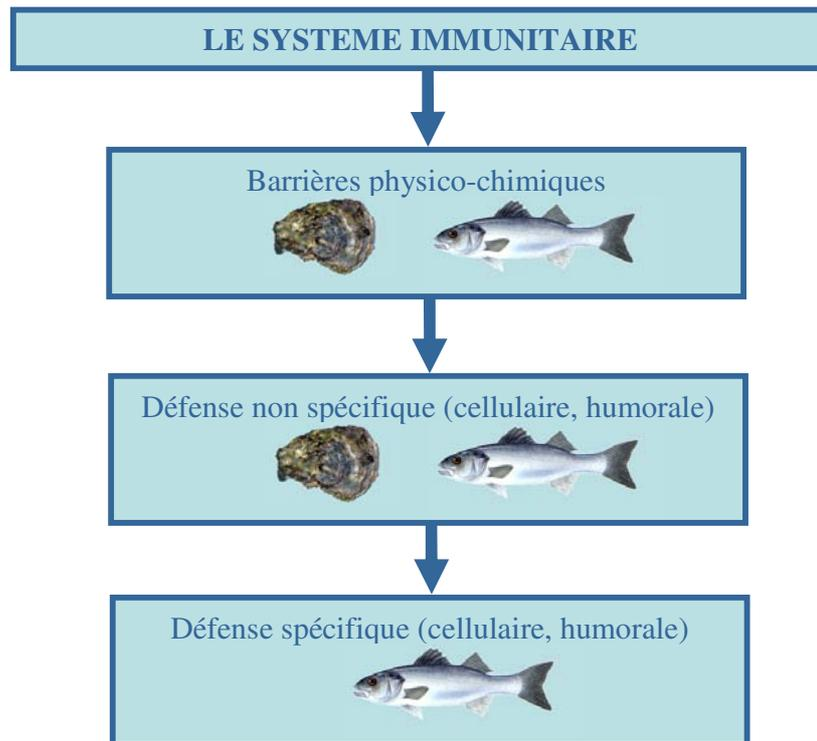 LE SYSTEME IMMUNITAIRE
Barrières physico-chimiques
Défense non spécifique (cellulaire, humorale)
Défense spécifique (cellulaire, humorale)